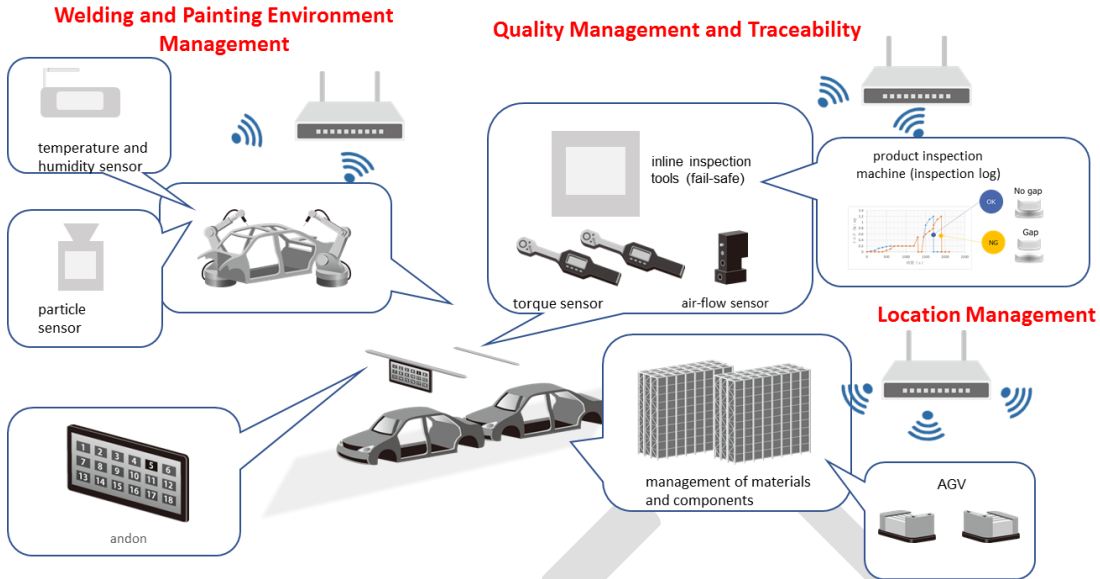 Welding and Painting Environment
Management
Quality Management and Traceability
temperature and
humidity sensor
particle
sensor
inline inspection
tools (fail-safe)
torque sensor
air-flow sensor
product inspection
machine (inspection log)
OK
No gap
NG
Gap
Location Management
management of materials
and components
AGV
1 2 3 4 5 6
7 8 9 10 11 12
13 14 15 16 17 18
andon